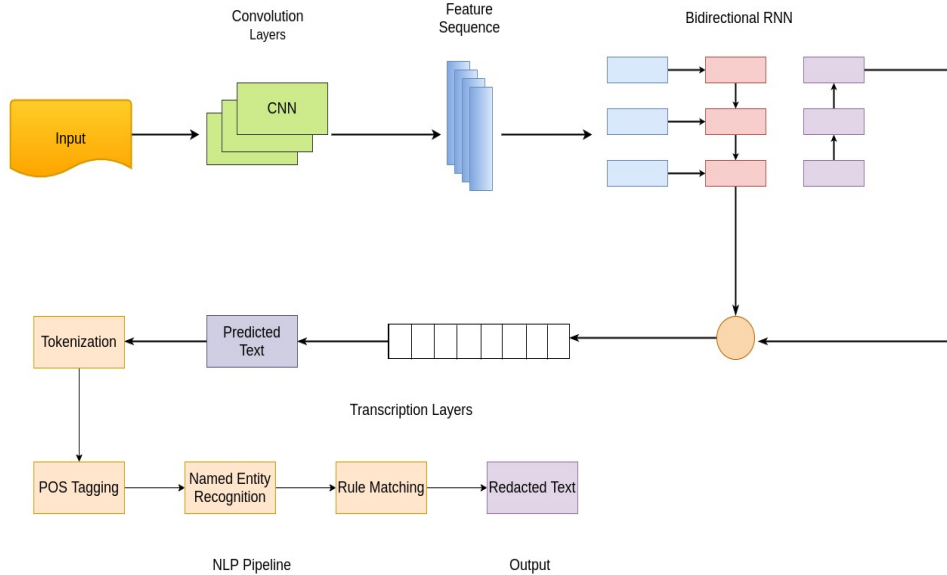 Convolution
Layers
Feature
Sequence
Bidirectional RNN
Input
CNN
Tokenization
Predicted
Text
Transcription Layers
POS Tagging
Named Entity
Recognition
Rule Matching
Redacted Text
NLP Pipeline
Output